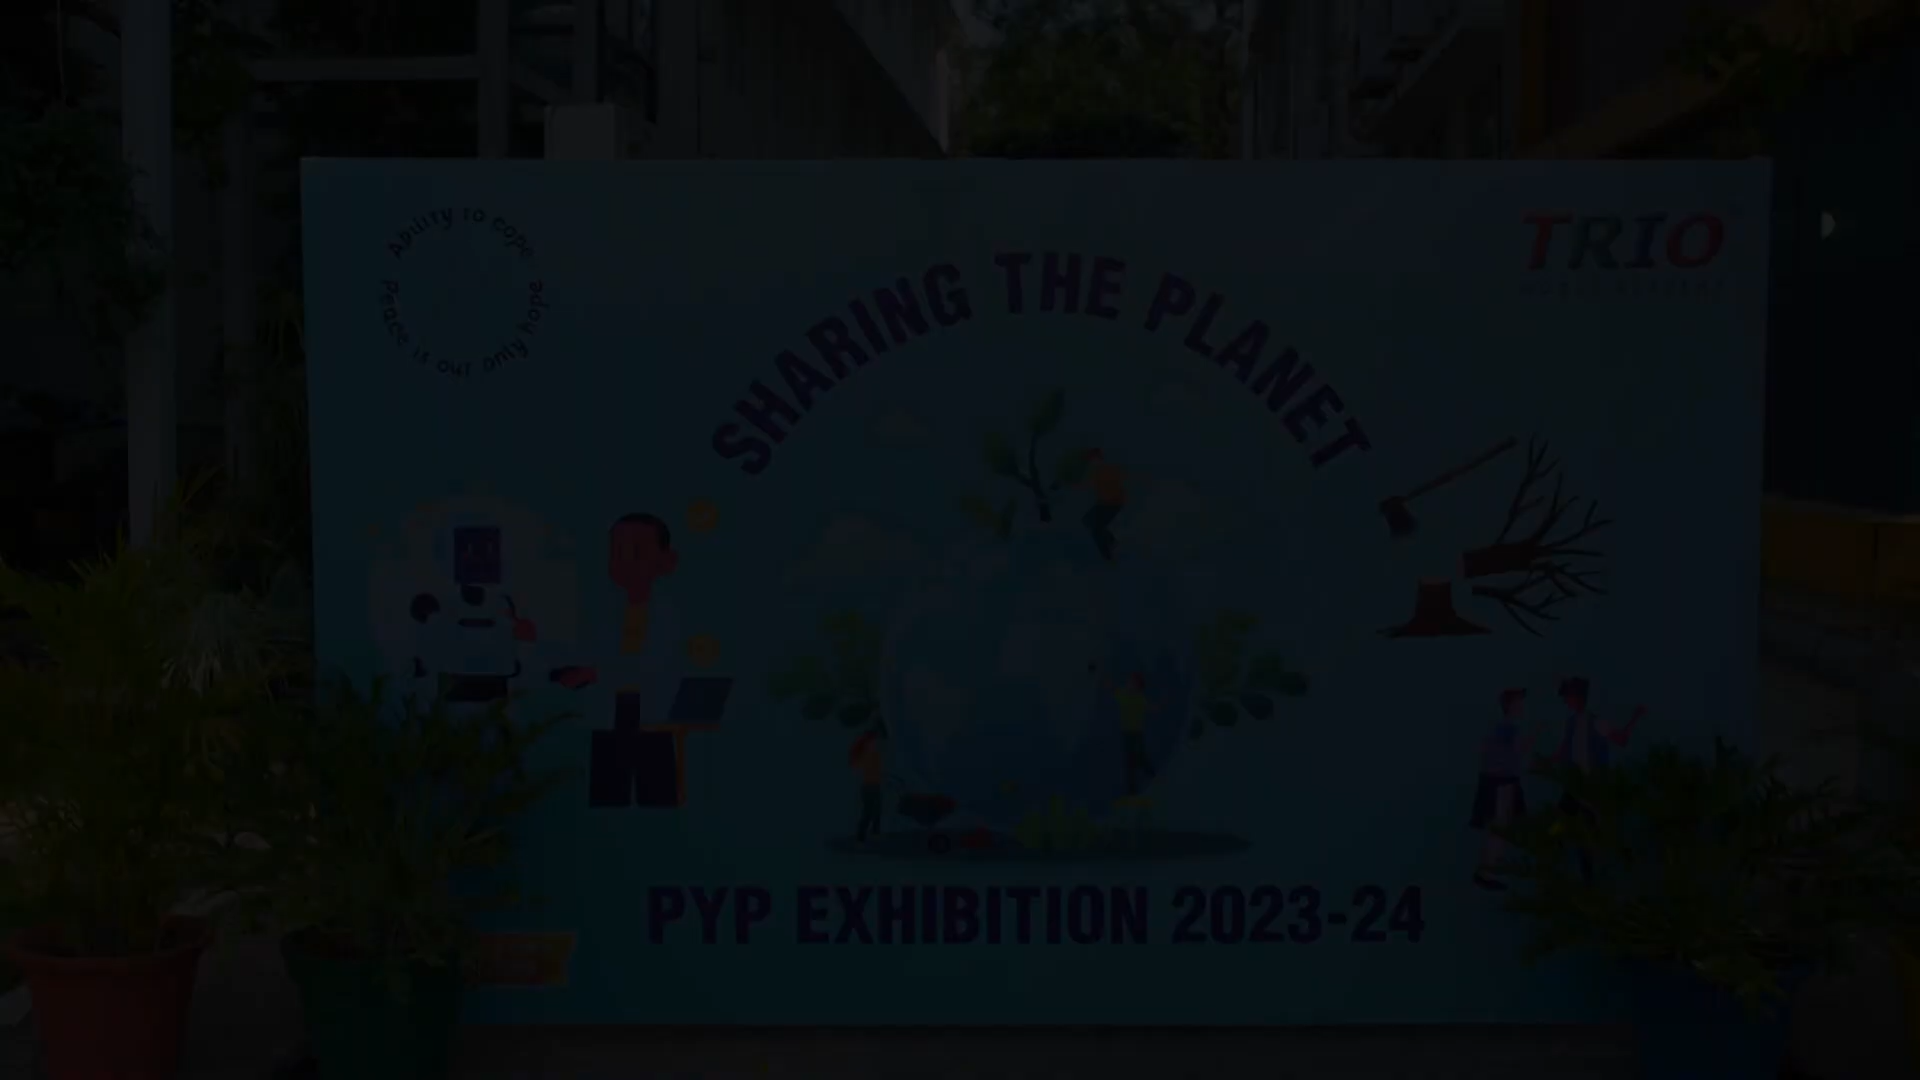 Ability to cope
Peace is our only hope
TRIO
SHARING THE PLANET
PYP EXHIBITION 2023-24